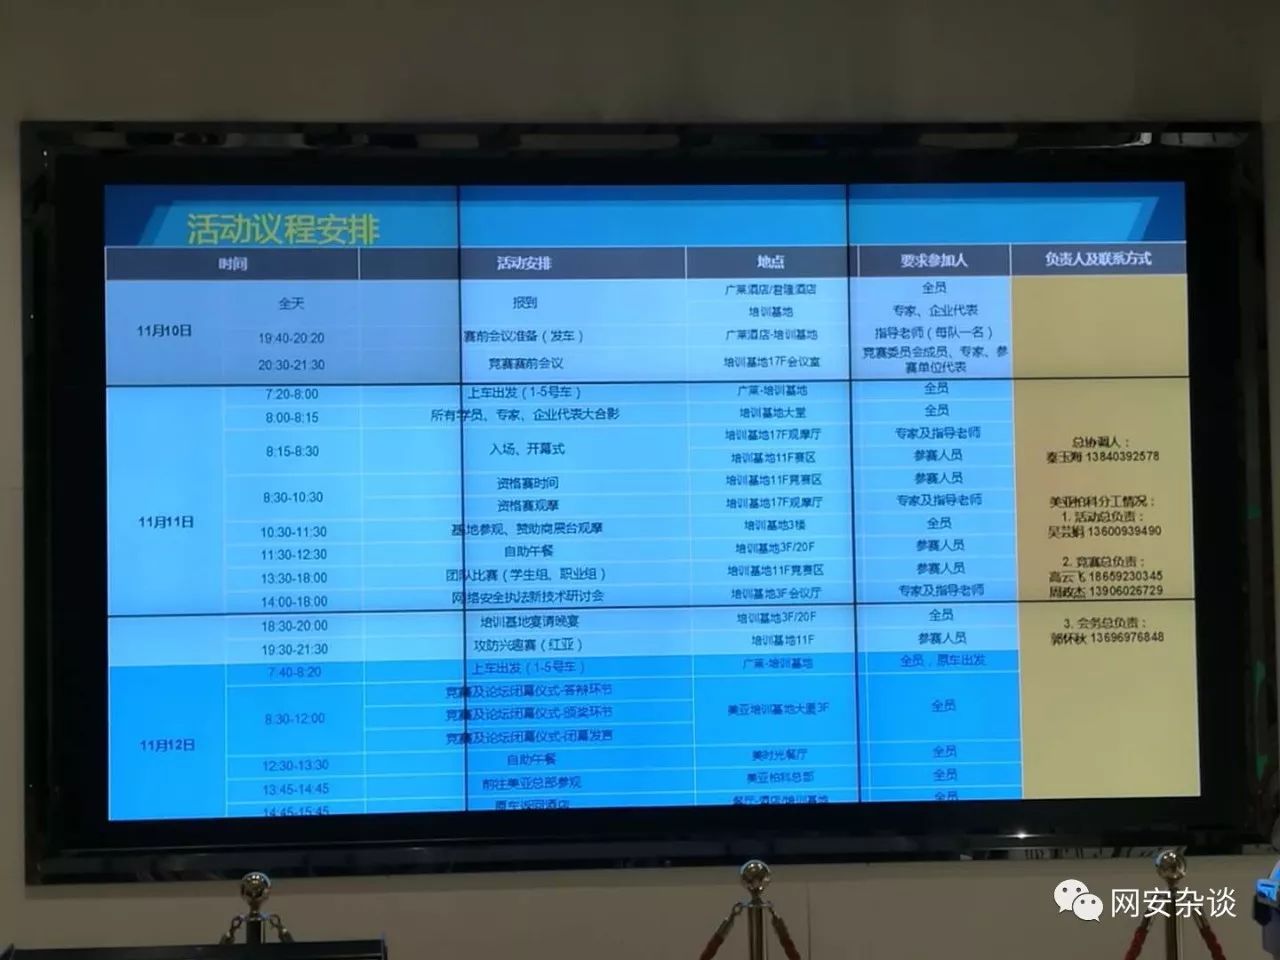 活动议程安排
时间 活动安排 地点 要求参加人 负责人及联系方式
11月10日
全天 报到 广莱酒店/君隆酒店 全员
培训基地 专家、企业代表
19:40-20:20 赛前会议准备（发车） 广莱酒店-培训基地 指导老师（每队一名）
20:30-21:30 竞赛赛前会议 培训基地17F会议室 竞赛委员会成员、专家、参
赛单位代表
11月11日
7:20-8:00 上车出发（1-5号车） 广莱-培训基地 全员
8:00-8:15 所有学员、专家、企业代表大合影 培训基地大堂 全员
8:15-8:30 入场、开幕式 培训基地17F观摩厅 专家及指导老师
培训基地11F赛区 参赛人员
8:30-10:30 资格赛时间 培训基地11F竞赛区 参赛人员
资格赛观摩 培训基地17F观摩厅 专家及指导老师
10:30-11:30 基地参观、赞助商展台观摩 培训基地3楼 全员
11:30-12:30 自助午餐 培训基地3F/20F 参赛人员
13:30-18:00 团队比赛（学生组、职业组） 培训基地11F竞赛区 参赛人员
14:00-18:00 网络安全执法新技术研讨会 培训基地3F会议厅 专家及指导老师
18:30-20:00 培训基地宴请晚宴 培训基地3F/20F 全员
19:30-21:30 攻防兴趣赛（红亚） 培训基地11F 参赛人员
11月12日
7:40-8:20 上车出发（1-5号车） 广莱-培训基地 全员，原车出发
8:30-12:00 竞赛及论坛闭幕仪式-答辩环节 美亚培训基地大厦3F 全员
竞赛及论坛闭幕仪式-颁奖环节
竞赛及论坛闭幕仪式-闭幕发言
12:30-13:30 自助午餐 美时光餐厅 全员
13:45-14:45 前往美亚总部参观 美亚柏科总部 全员
14:45-15:45 原车返回酒店 餐厅-酒店/培训基地 全员
总协调人：
秦玉海 13840392578
美亚柏科分工情况：
1. 活动总负责：
吴芸娟 13600939490
2. 竞赛总负责：
高云飞 18659230345
周政杰 13906026729
3. 会务总负责：
郭怀秋 13696976848
网安杂谈